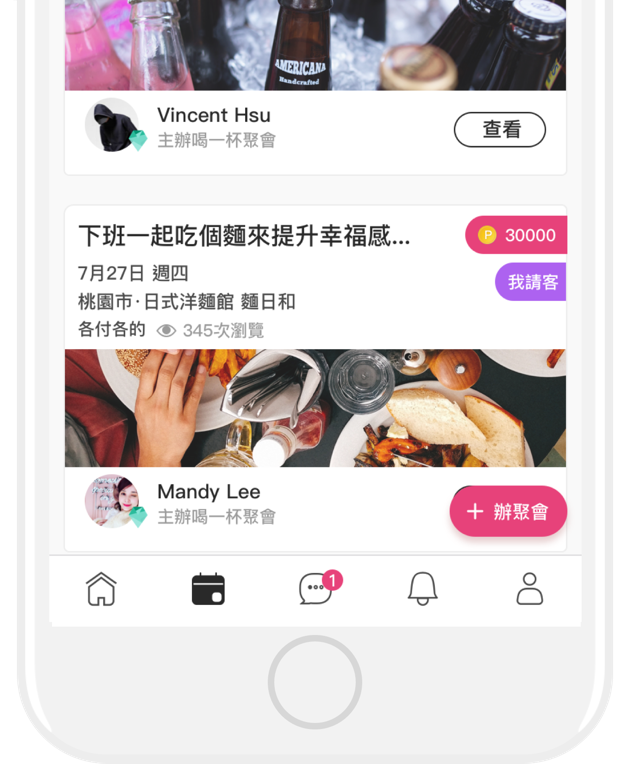 AMERICANA
Handcrafted
Vincent Hsu
主辦喝一杯聚會
查看
下班一起吃個麵來提升幸福感...
P 30000
7月27日 週四
我請客
桃園市·日式洋麵館 麵日和
各付各的 345次瀏覽
Mandy Lee
主辦喝一杯聚會
+ 辦聚會
1